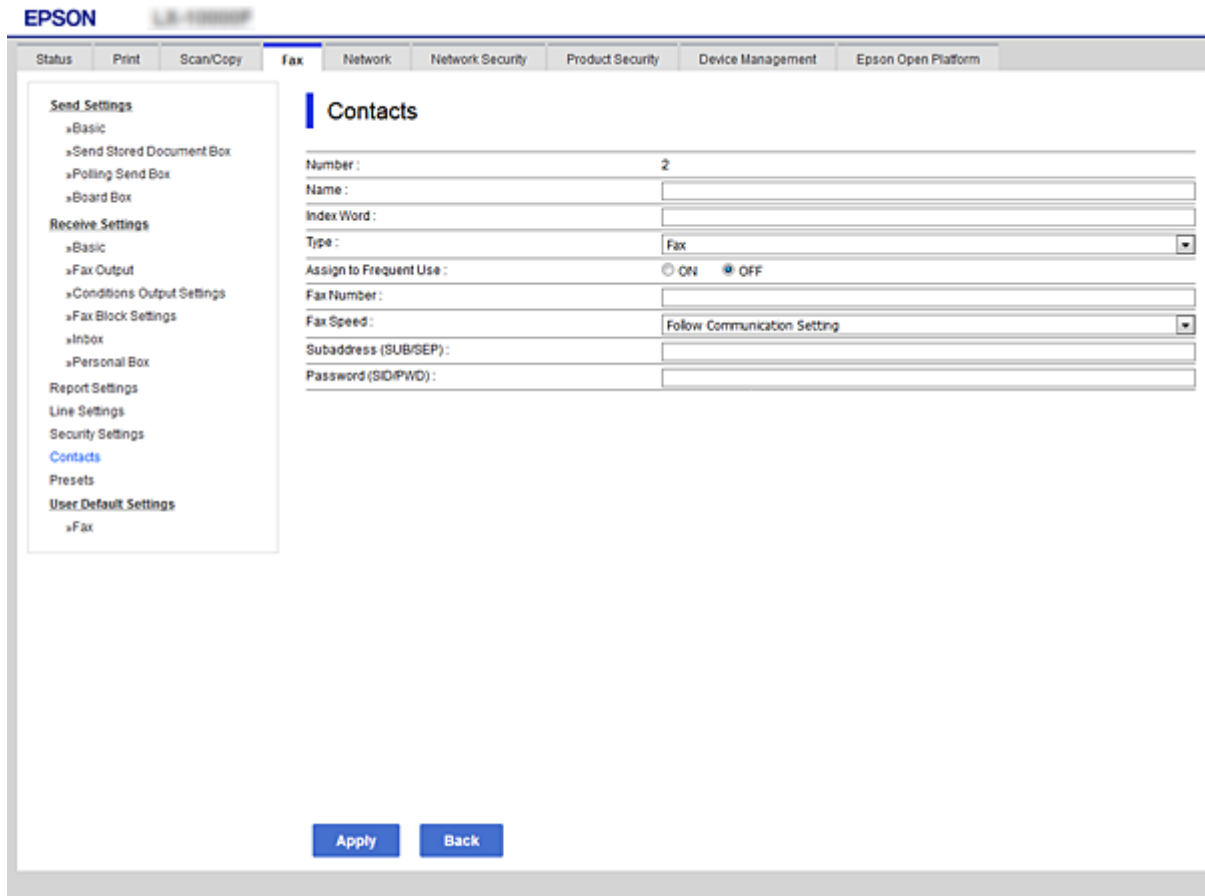 EPSON
Status Print Scan/Copy Fax Network Network Security Product Security Device Management Epson Open Platform
Send Settings
»Basic
»Send Stored Document Box
»Polling Send Box
»Board Box
Receive Settings
»Basic
»Fax Output
»Conditions Output Settings
»Fax Block Settings
»Inbox
»Personal Box
Report Settings
Line Settings
Security Settings
Contacts
Presets
User Default Settings
»Fax
Contacts
Number : 2
Name :
Index Word :
Type : Fax
Assign to Frequent Use : ON OFF
Fax Number :
Fax Speed : Follow Communication Setting
Subaddress (SUB/SEP) :
Password (SID/PWD) :
Apply Back